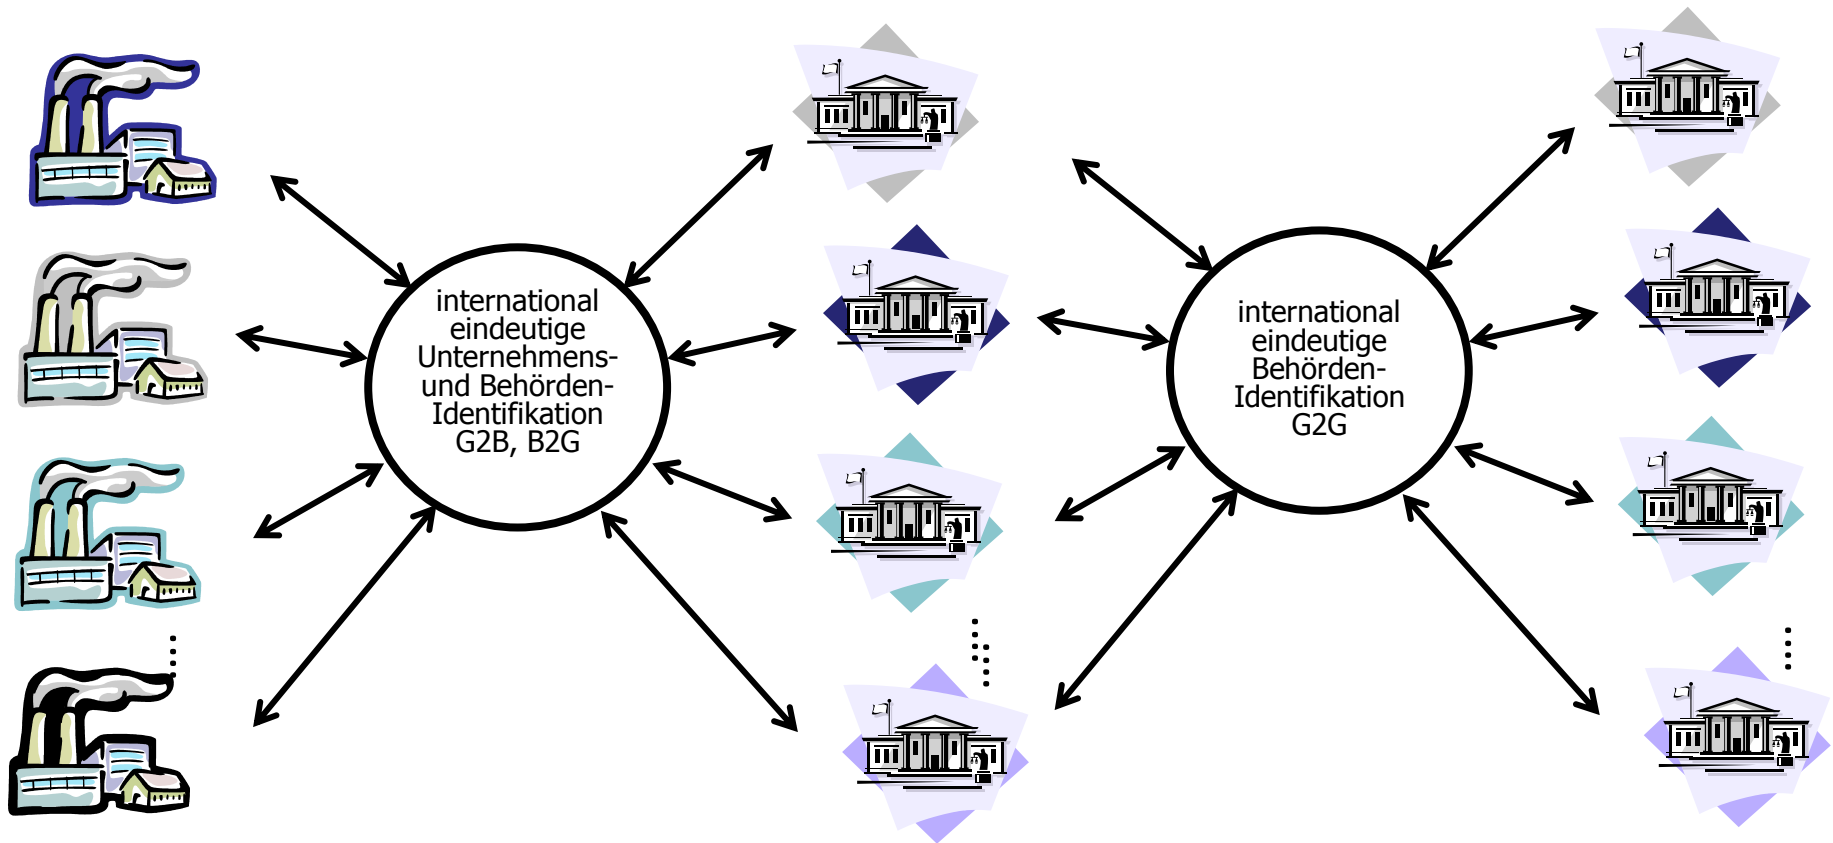 international
eindeutige
Unternehmens-
und Behörden-
Identifikation
G2B, B2G
international
eindeutige
Behörden-
Identifikation
G2G